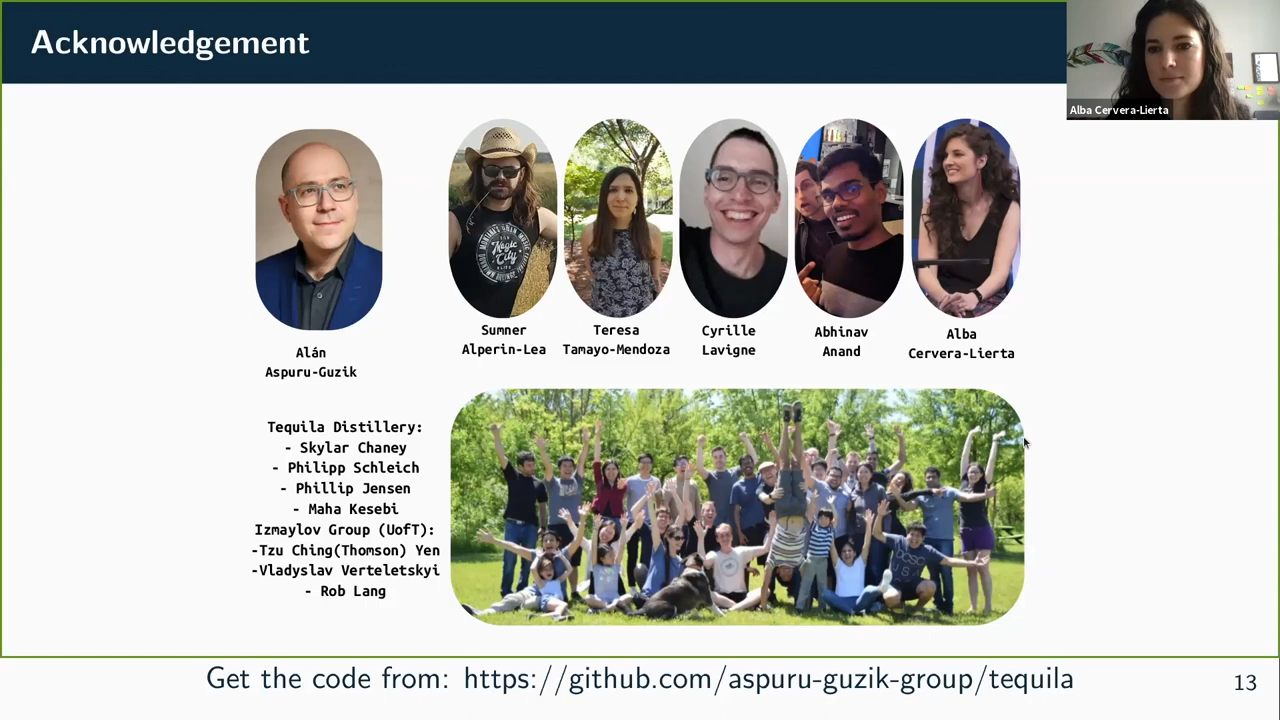 Acknowledgement
Alba Cervera-Lierta
Magic
City
Alán
Aspuru-Guzik
Sumner
Alperin-Lea
Teresa
Tamayo-Mendoza
Cyrille
Lavigne
Abhinav
Anand
Alba
Cervera-Lierta
Tequila Distillery:
- Skylar Chaney
- Philipp Schleich
- Phillip Jensen
- Maha Kesebi
Izmaylov Group (UofT):
-Tzu Ching(Thomson) Yen
-Vladyslav Verteletskyi
- Rob Lang
Get the code from: https://github.com/aspuru-guzik-group/tequila
13